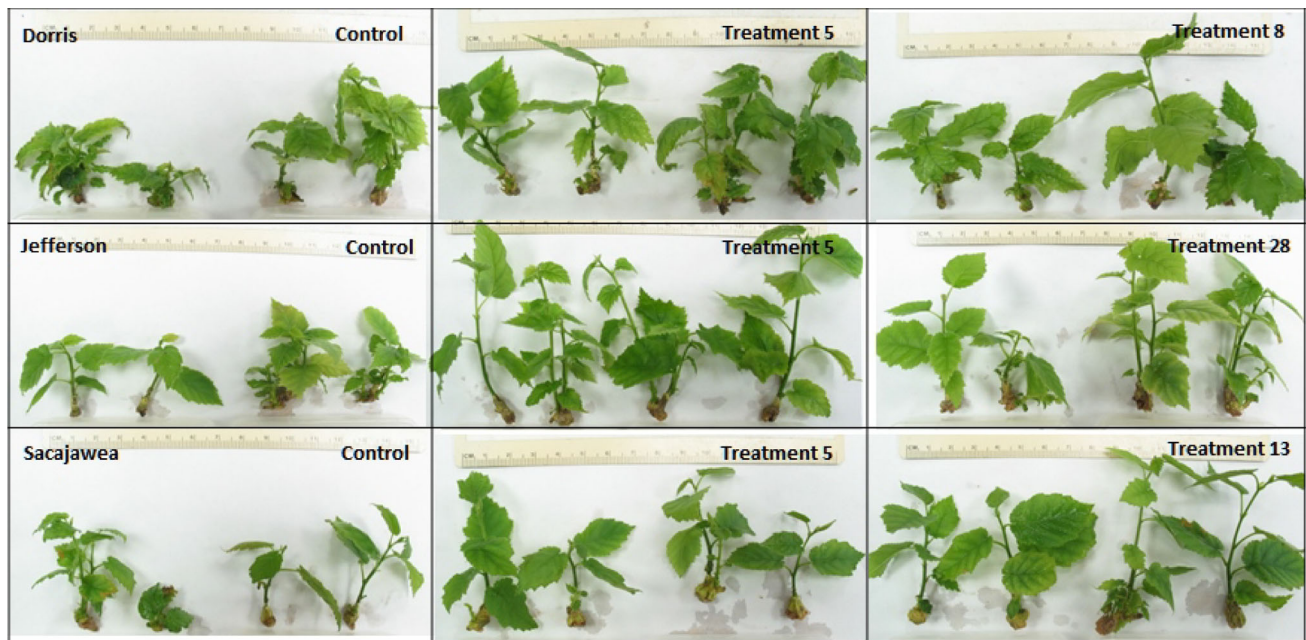 Dorris
Control
Treatment 5
Treatment 8
Jefferson
Control
Treatment 5
Treatment 28
Sacajawea
Control
Treatment 5
Treatment 13